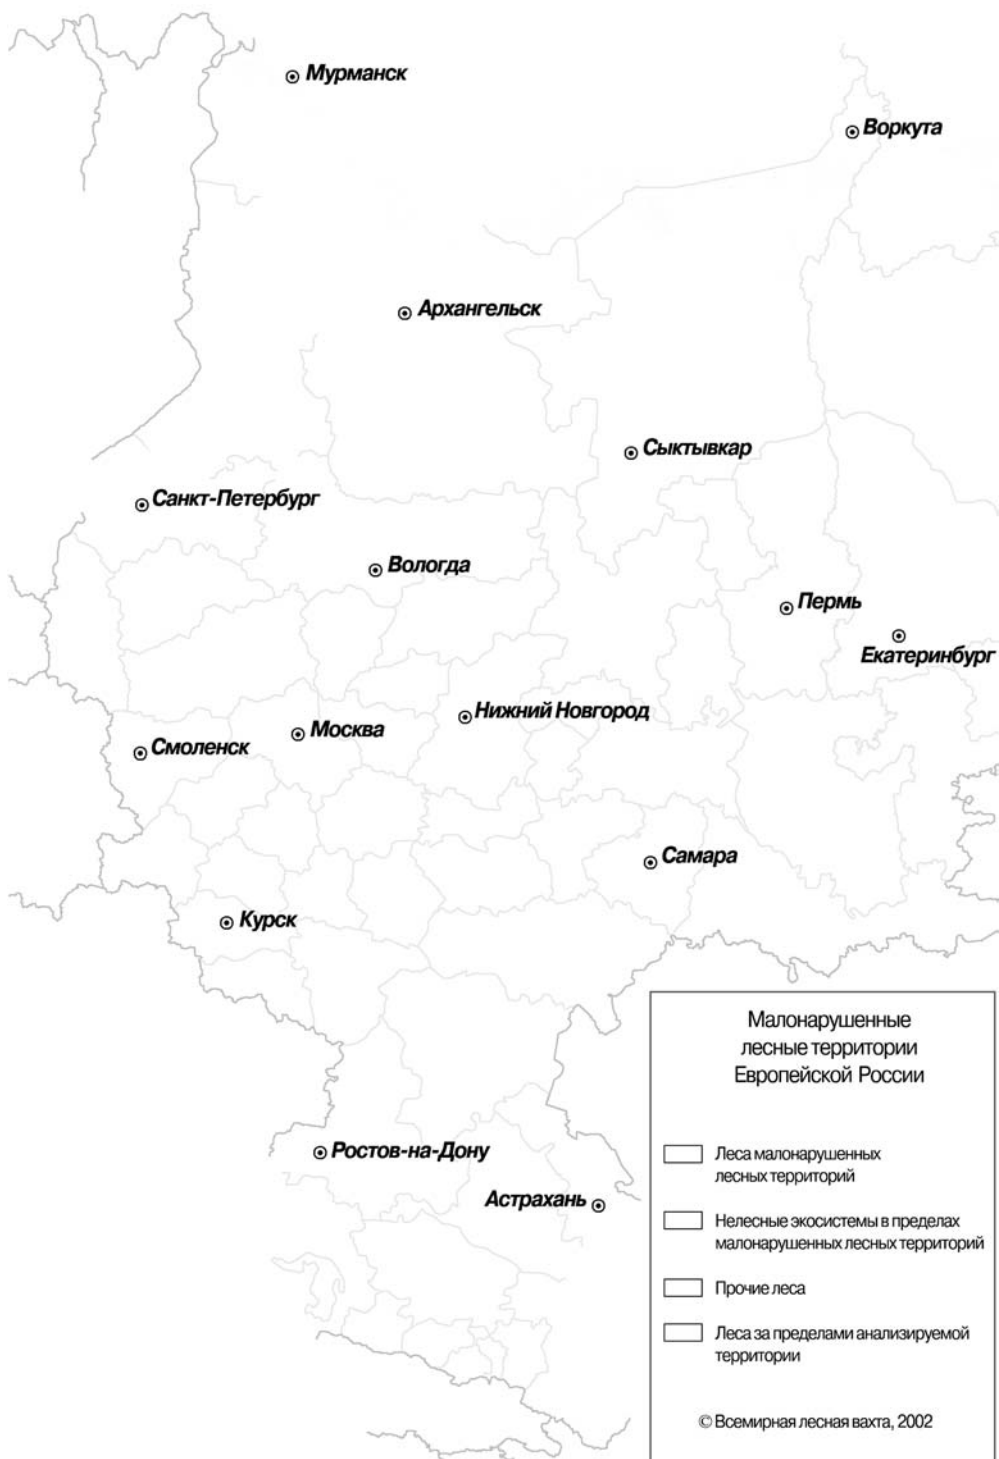 Мурманск
Воркута
Архангельск
Сыктывкар
Санкт-Петербург
Вологда
Пермь
Екатеринбург
Нижний Новгород
Москва
Смоленск
Самара
Курск
Ростов-на-Дону
Астрахань
Малонарушенные
лесные территории
Европейской России
Леса малонарушенных
лесных территорий
Нелесные экосистемы в пределах
малонарушенных лесных территорий
Прочие леса
Леса за пределами анализируемой
территории
© Всемирная лесная вахта, 2002